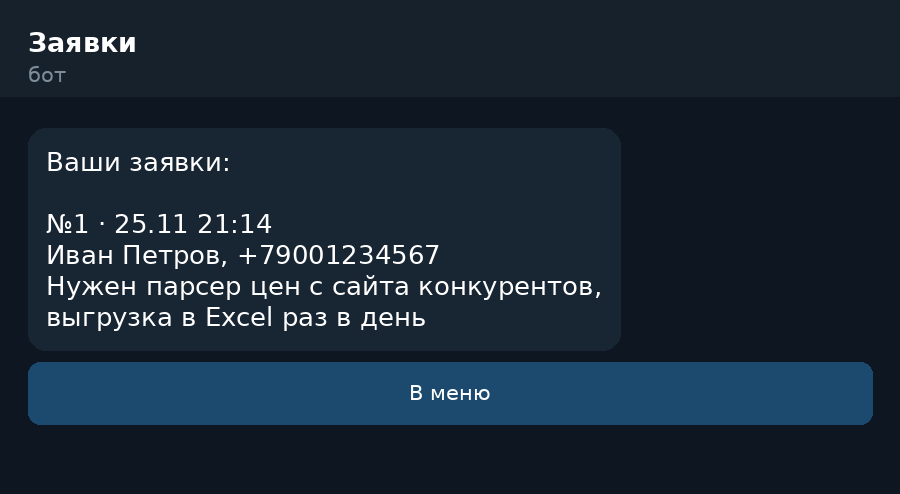 Заявки
бот
Ваши заявки:
№1 · 25.11 21:14
Иван Петров, +79001234567
Нужен парсер цен с сайта конкурентов,
выгрузка в Excel раз в день
В меню